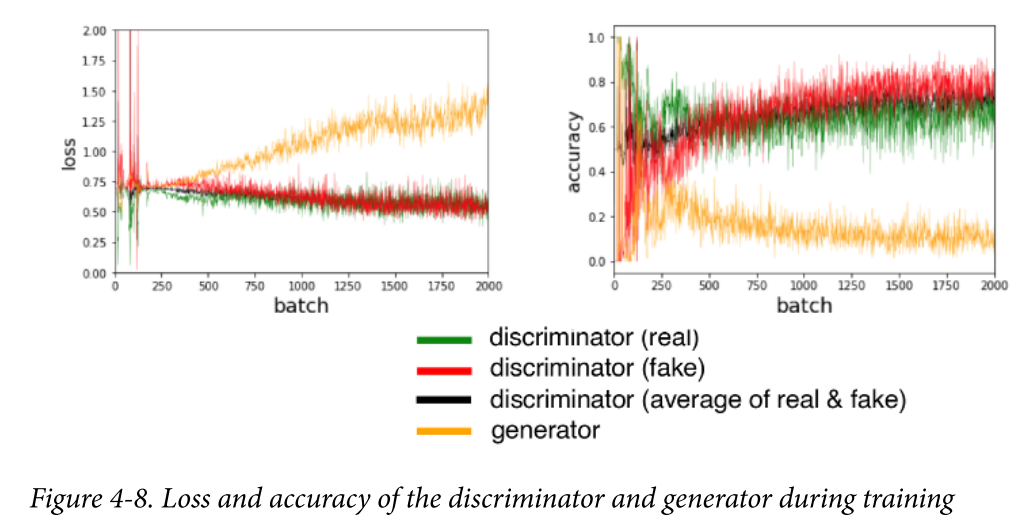 2.00
1.75
1.50
1.25
1.00
0.75
0.50
0.25
0.00
loss
0 250 500 750 1000 1250 1500 1750 2000
batch
1.0
0.8
0.6
0.4
0.2
0.0
accuracy
0 250 500 750 1000 1250 1500 1750 2000
batch
discriminator (real)
discriminator (fake)
discriminator (average of real & fake)
generator
Figure 4-8. Loss and accuracy of the discriminator and generator during training